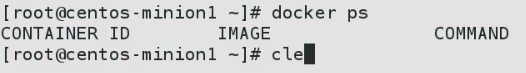 [root@centos-minion1 ~]# docker ps
CONTAINER ID        IMAGE               COMMAND
[root@centos-minion1 ~]# cle